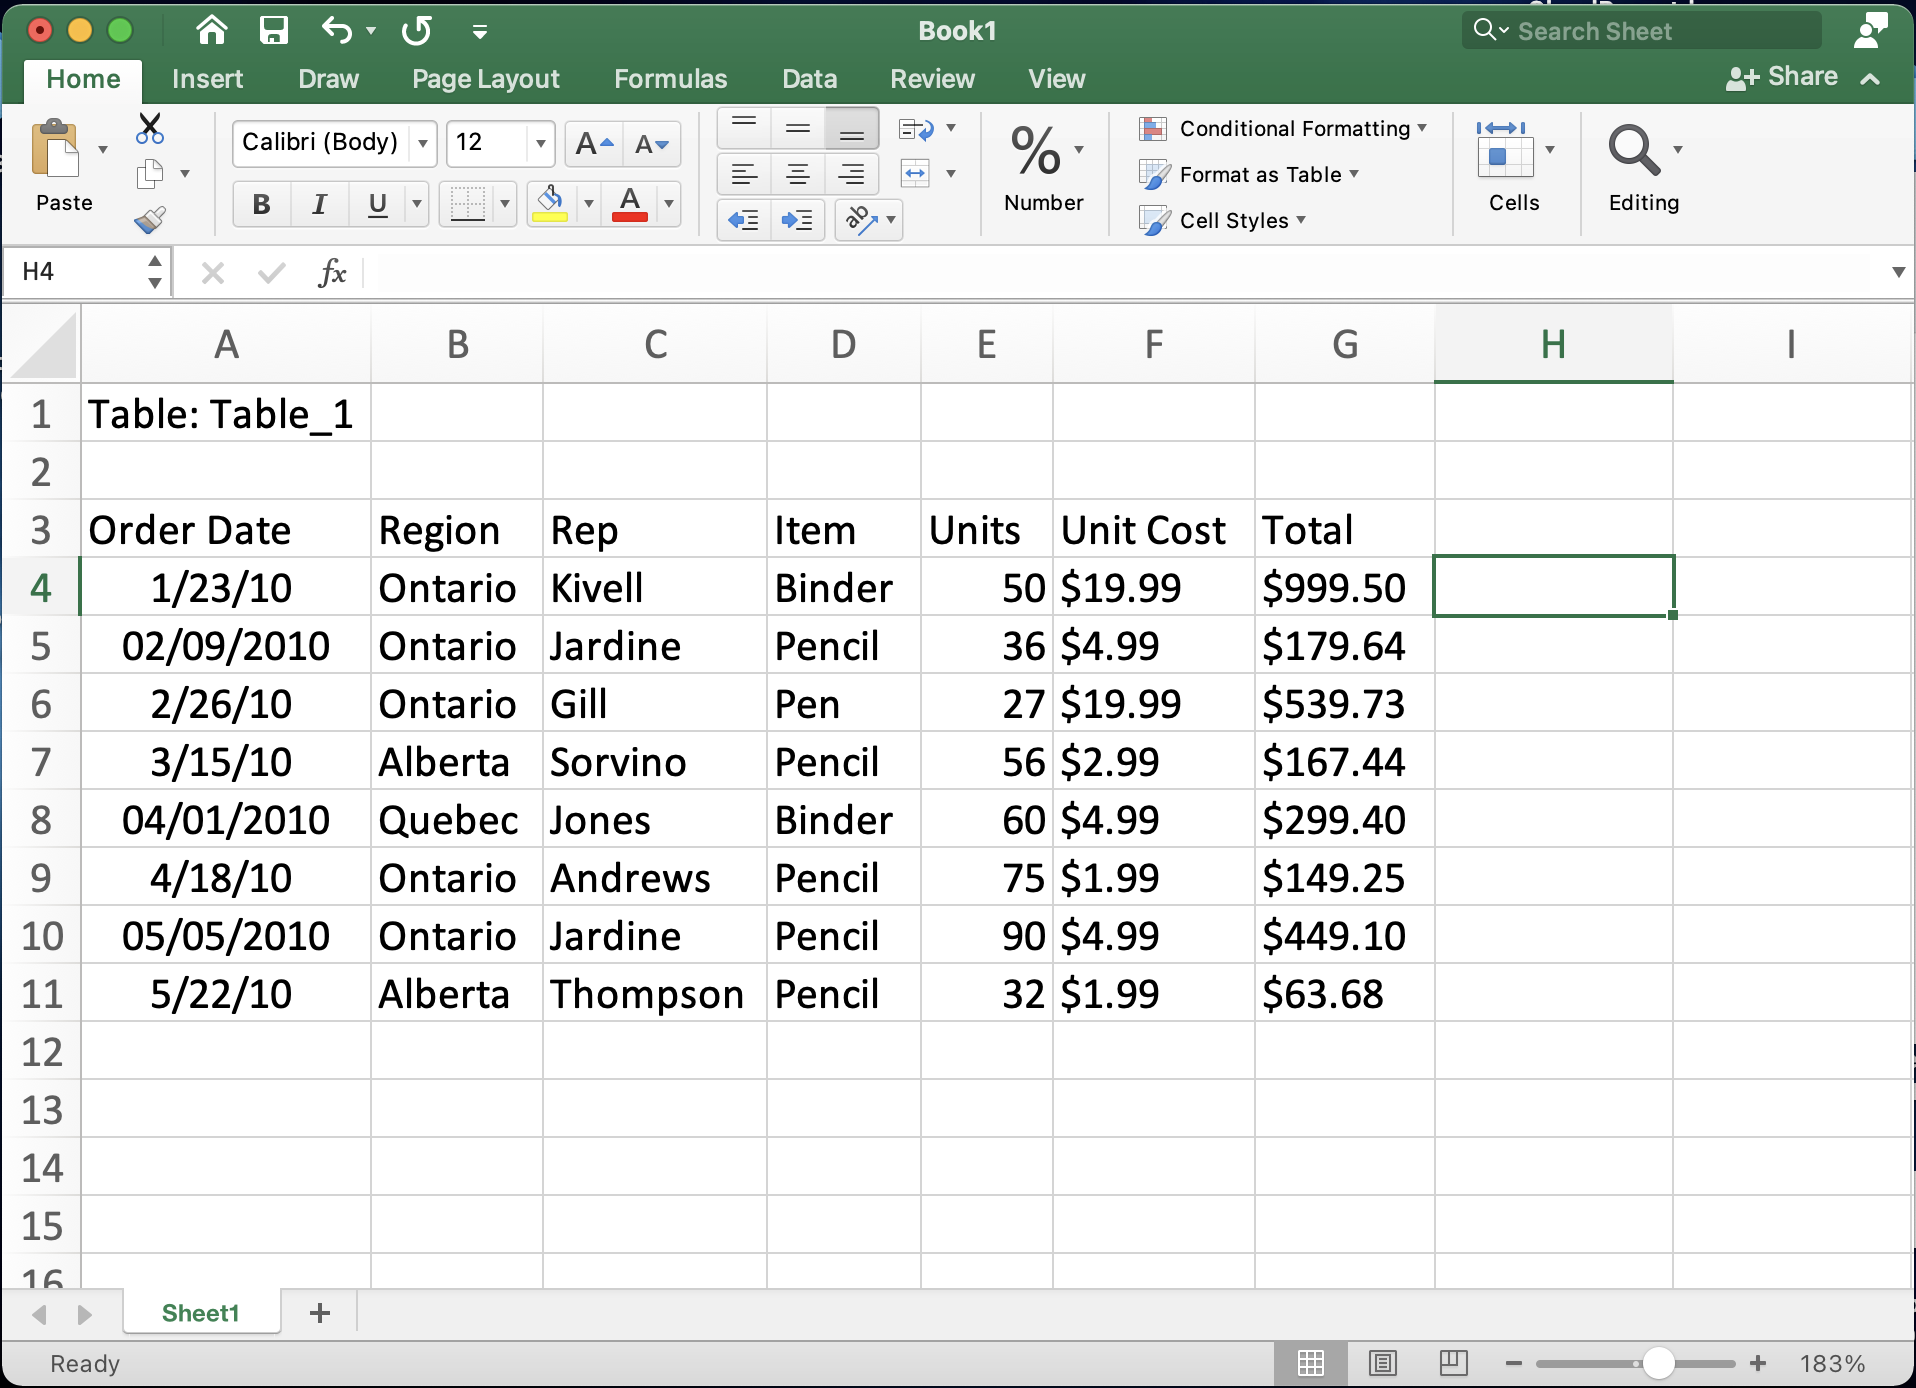 Book1
Search Sheet
Home Insert Draw Page Layout Formulas Data Review View Share
Paste
Calibri (Body) 12 A A
B I U A
ab
% Number
Conditional Formatting
Format as Table
Cell Styles
Cells
Editing
H4 fx
A B C D E F G H I
1 Table: Table_1
2
3 Order Date Region Rep Item Units Unit Cost Total
4 1/23/10 Ontario Kivell Binder 50 $19.99 $999.50
5 02/09/2010 Ontario Jardine Pencil 36 $4.99 $179.64
6 2/26/10 Ontario Gill Pen 27 $19.99 $539.73
7 3/15/10 Alberta Sorvino Pencil 56 $2.99 $167.44
8 04/01/2010 Quebec Jones Binder 60 $4.99 $299.40
9 4/18/10 Ontario Andrews Pencil 75 $1.99 $149.25
10 05/05/2010 Ontario Jardine Pencil 90 $4.99 $449.10
11 5/22/10 Alberta Thompson Pencil 32 $1.99 $63.68
12
13
14
15
16
Sheet1
Ready 183%